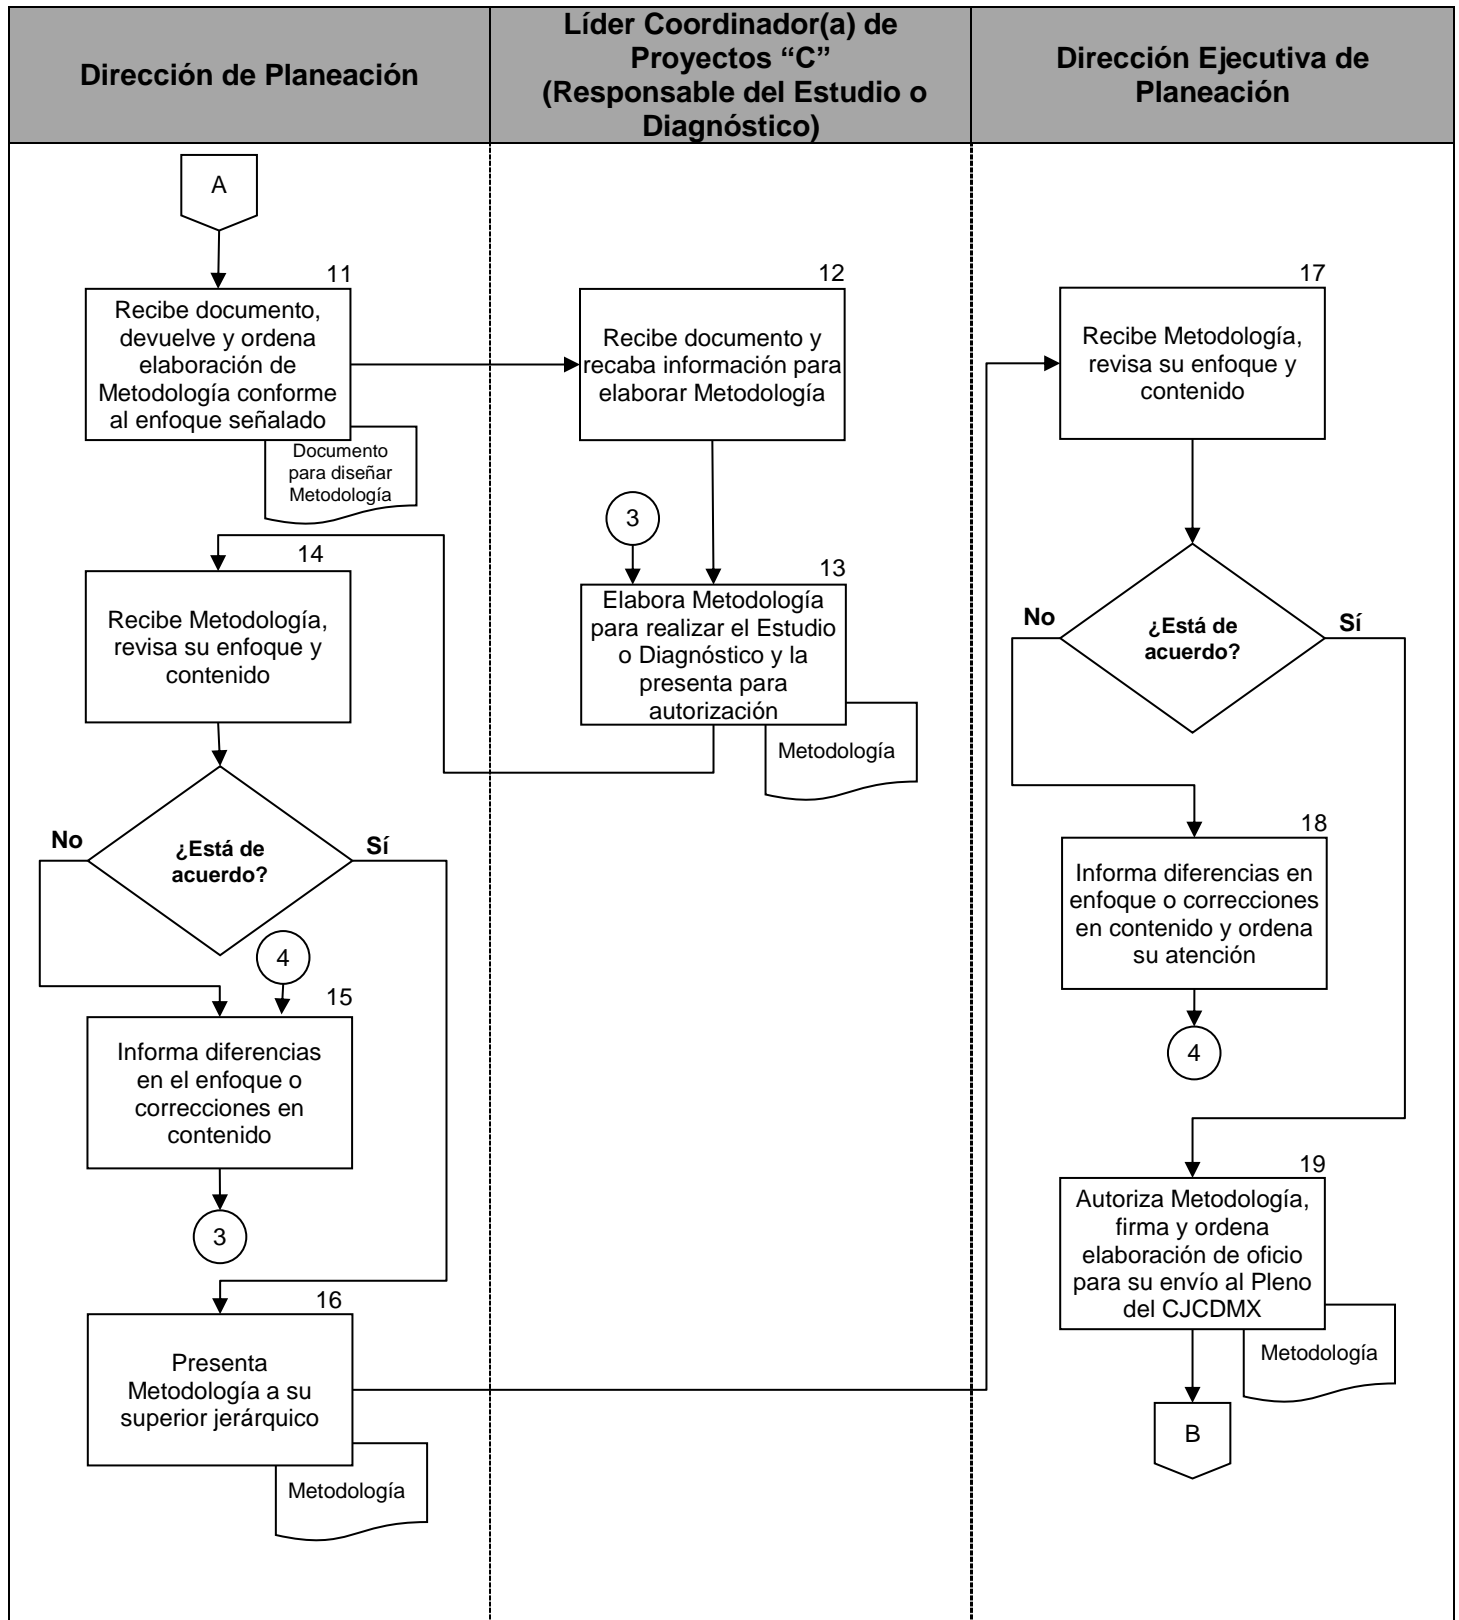 Dirección de Planeación
Líder Coordinador(a) de
Proyectos “C”
(Responsable del Estudio o
Diagnóstico)
Dirección Ejecutiva de
Planeación
A
11
Recibe documento,
devuelve y ordena
elaboración de
Metodología conforme
al enfoque señalado
Documento
para diseñar
Metodología
12
Recibe documento y
recaba información para
elaborar Metodología
3
13
Elabora Metodología
para realizar el Estudio
o Diagnóstico y la
presenta para
autorización
Metodología
14
Recibe Metodología,
revisa su enfoque y
contenido
No
¿Está de
acuerdo?
Sí
4
15
Informa diferencias
en el enfoque o
correcciones en
contenido
3
16
Presenta
Metodología a su
superior jerárquico
Metodología
17
Recibe Metodología,
revisa su enfoque y
contenido
No
¿Está de
acuerdo?
Sí
18
Informa diferencias en
enfoque o correcciones
en contenido y ordena
su atención
4
19
Autoriza Metodología,
firma y ordena
elaboración de oficio
para su envío al Pleno
del CJCDMX
Metodología
B